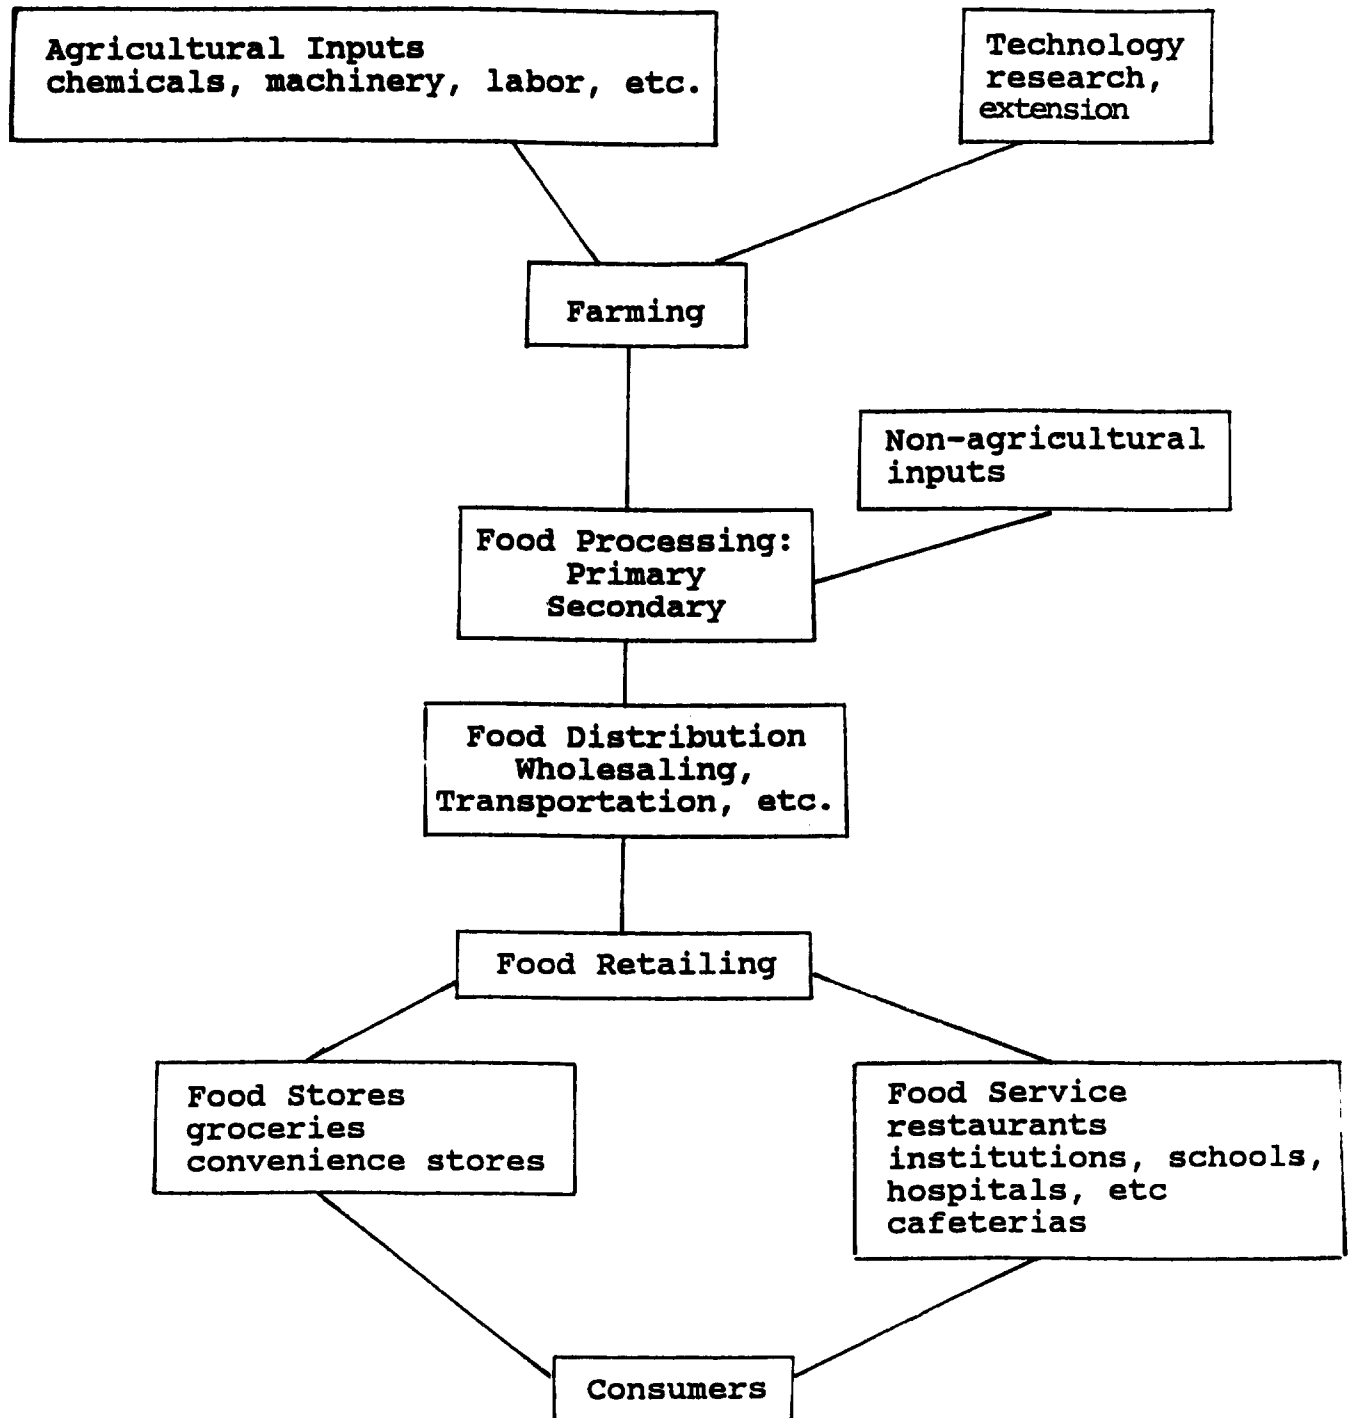 Agricultural Inputs
chemicals, machinery, labor, etc.
Technology
research,
extension
Farming
Non-agricultural
inputs
Food Processing:
Primary
Secondary
Food Distribution
Wholesaling,
Transportation, etc.
Food Retailing
Food Stores
groceries
convenience stores
Food Service
restaurants
institutions, schools,
hospitals, etc
cafeterias
Consumers